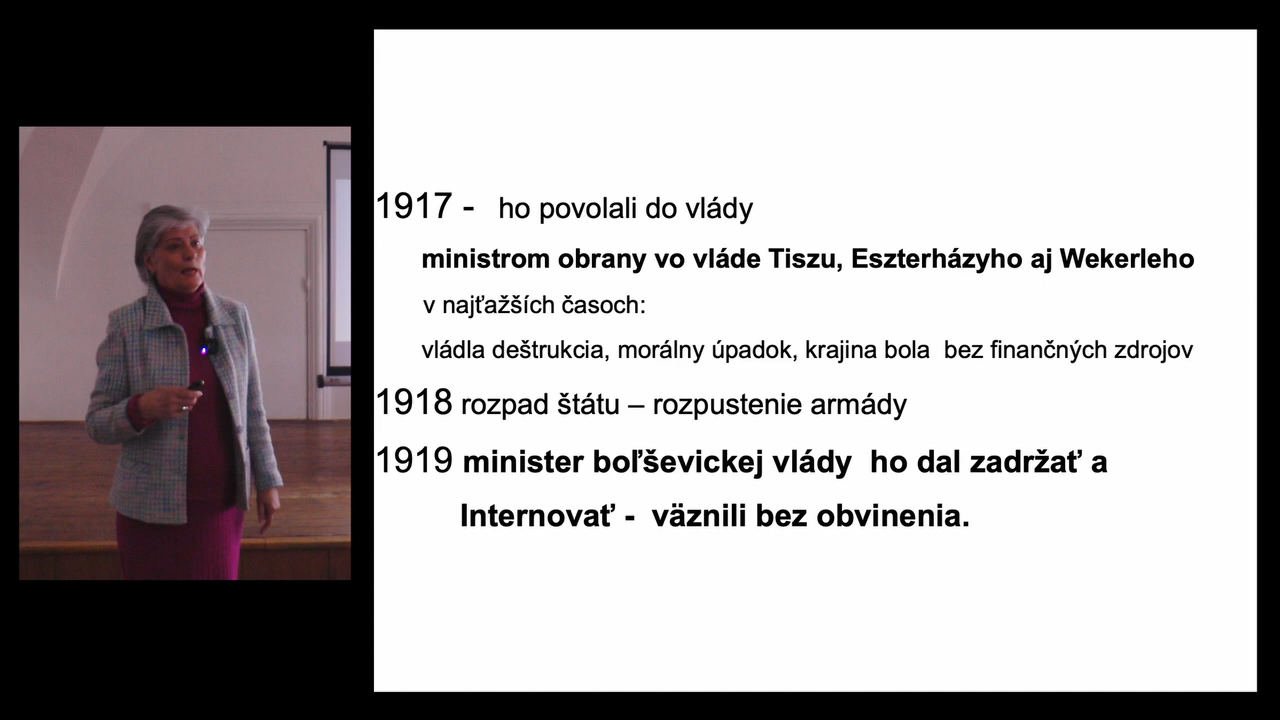 1917 - ho povolali do vlády
ministrom obrany vo vláde Tiszu, Eszterházyho aj Wekerleho
v najťažších časoch:
vládla deštrukcia, morálny úpadok, krajina bola bez finančných zdrojov
1918 rozpad štátu – rozpustenie armády
1919 minister boľševickej vlády ho dal zadržať a
Internovať - väznili bez obvinenia.